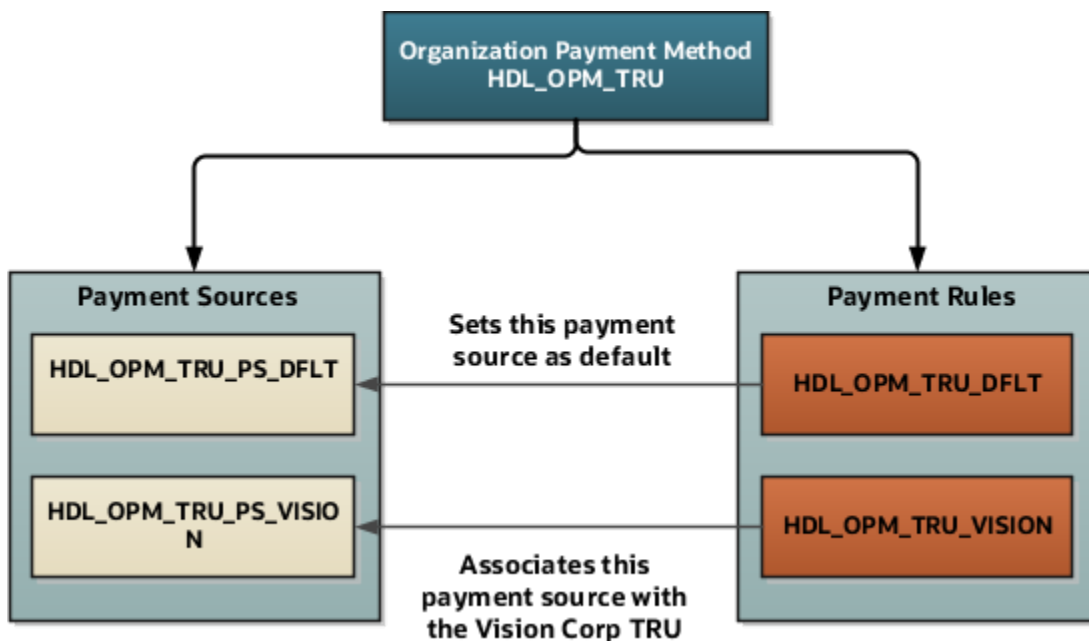 Organization Payment Method
HDL_OPM_TRU
Payment Sources
HDL_OPM_TRU_PS_DFLT
HDL_OPM_TRU_PS_VISIO
N
Sets this payment
source as default
Associates this
payment source with
the Vision Corp TRU
Payment Rules
HDL_OPM_TRU_DFLT
HDL_OPM_TRU_VISION